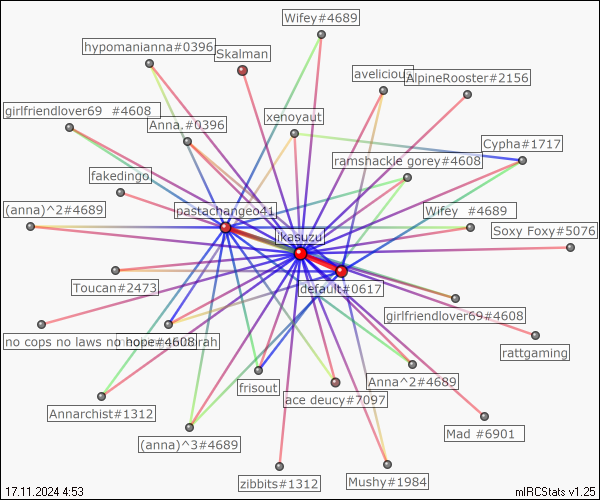 Wifey#4689
hypomanianna#0396
Skalman
avelicious
AlpineRooster#2156
girlfriendlover69 #4608
Anna.#0396
xenoyaut
Cypha#1717
ramshackle gorey#4608
fakedingo
(anna)^2#4689
pastachangeo41
Wifey #4689
ikasuzu
Soxy Foxy#5076
Toucan#2473
default#0617
girlfriendlover69#4608
no cops no laws no hope#4608
rattgaming
frisout
Anna^2#4689
ace deucy#7097
Annarchist#1312
Mad #6901
(anna)^3#4689
zibbits#1312
Mushy#1984
17.11.2024 4:53
mIRCStats v1.25